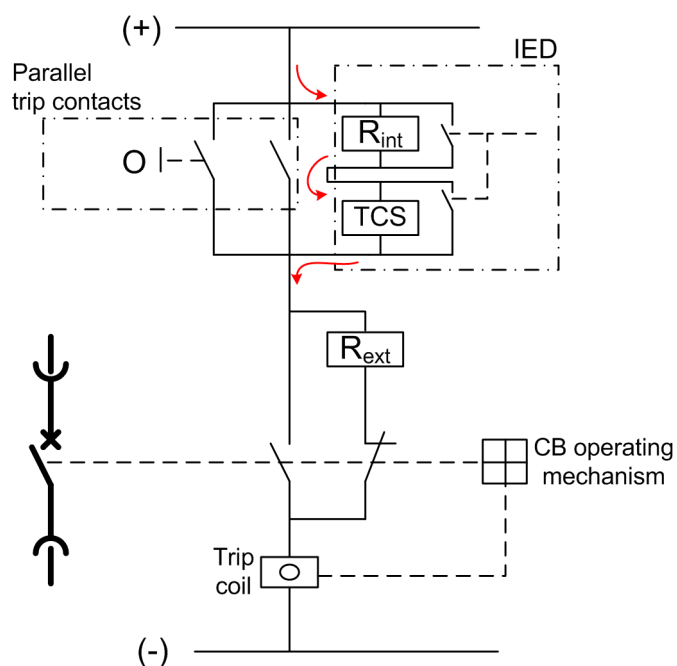 (+)
IED
Parallel
trip contacts
Rint
O
TCS
Rext
CB operating
mechanism
Trip
coil
(-)